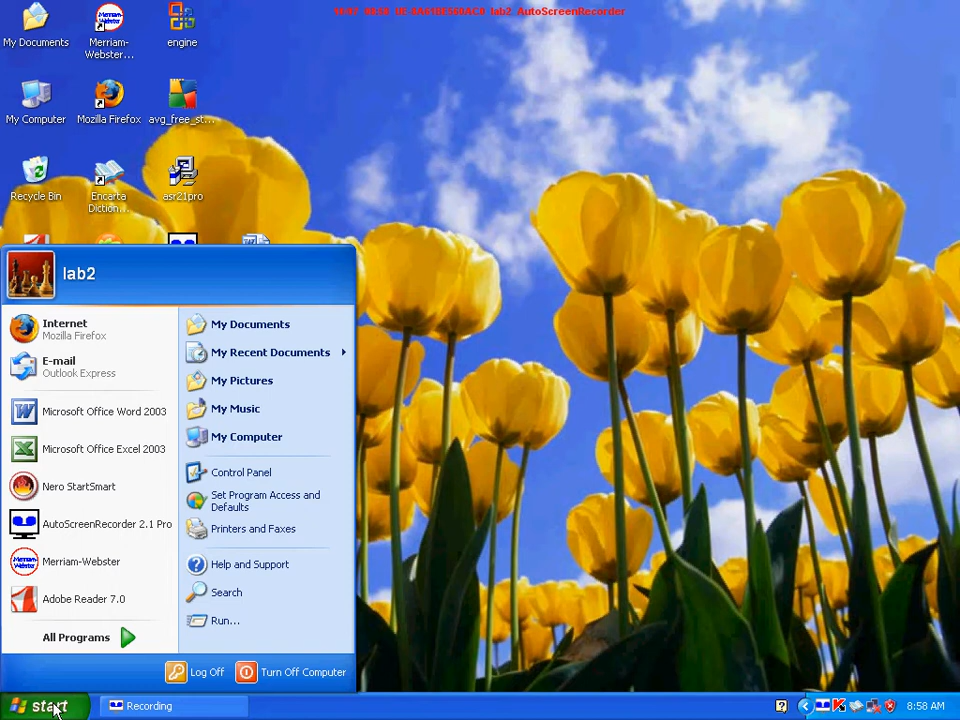 My Documents
Merriam-
Webster...
engine
My Computer
Mozilla Firefox
avg_free_st...
Recycle Bin
Encarta
Diction...
asr21pro
lab2
Internet
Mozilla Firefox
E-mail
Outlook Express
Microsoft Office Word 2003
Microsoft Office Excel 2003
Nero StartSmart
AutoScreenRecorder 2.1 Pro
Merriam-Webster
Adobe Reader 7.0
All Programs
My Documents
My Recent Documents
My Pictures
My Music
My Computer
Control Panel
Set Program Access and
Defaults
Printers and Faxes
Help and Support
Search
Run...
Log Off
Turn Off Computer
start
Recording
8:58 AM
lab2 AutoScreenRecorder